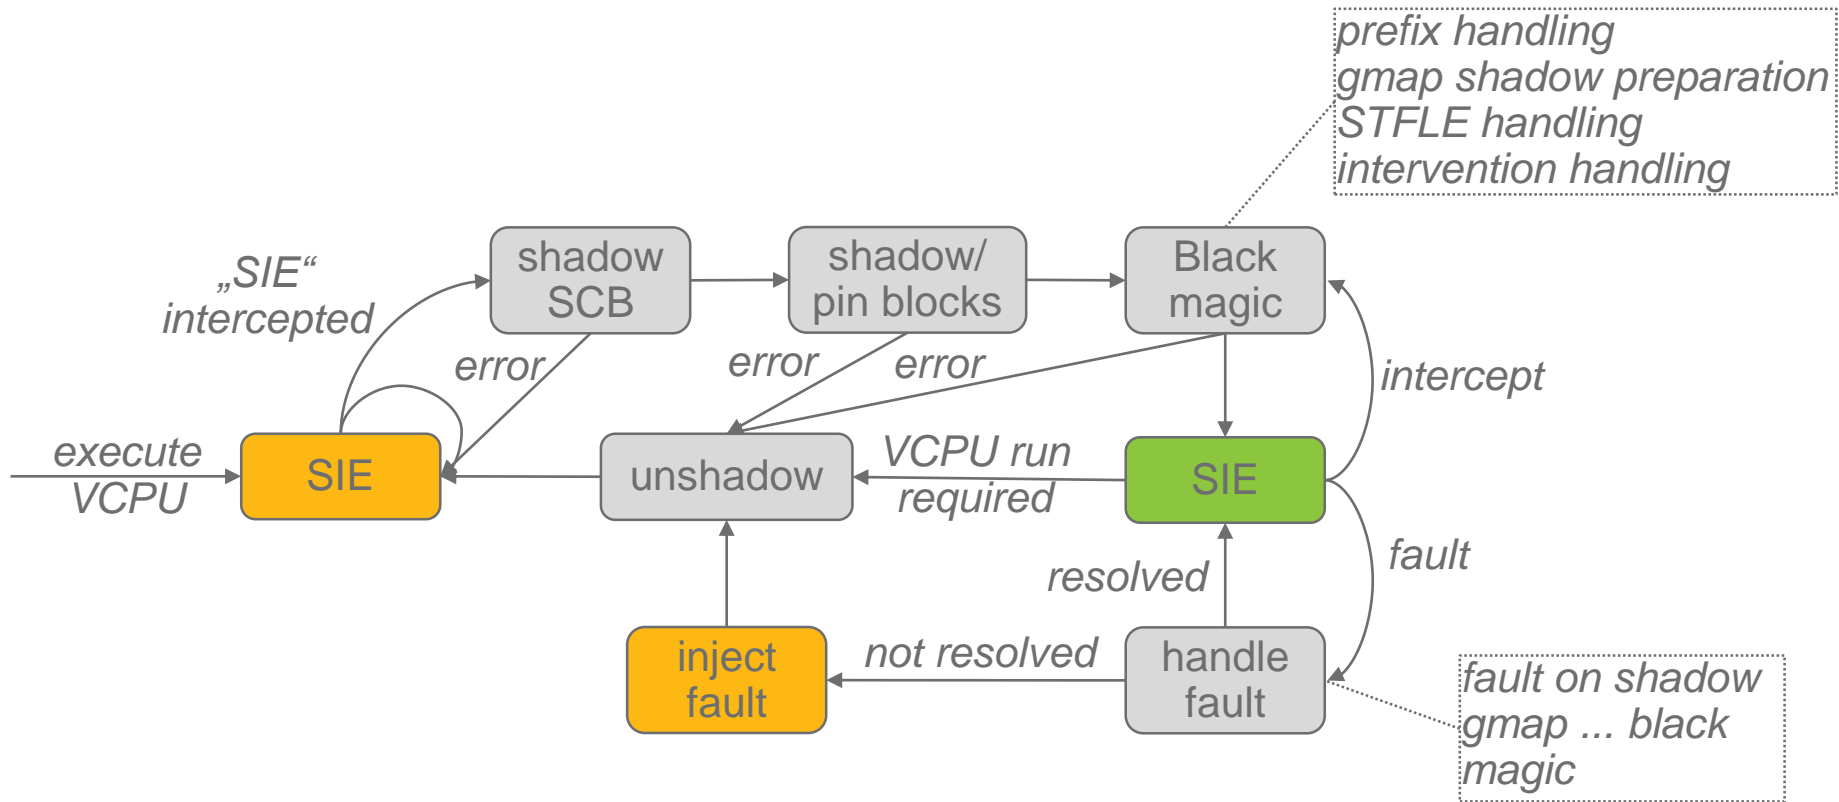 prefix handling
gmap shadow preparation
STFLE handling
intervention handling
„SIE“
intercepted
shadow
SCB
shadow/
pin blocks
Black
magic
error
error
error
intercept
execute
VCPU
SIE
unshadow
VCPU run
required
SIE
fault
resolved
inject
fault
not resolved
handle
fault
fault on shadow
gmap ... black
magic